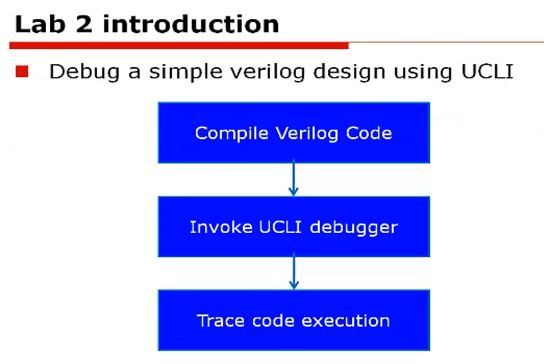 Lab 2 introduction
Debug a simple verilog design using UCLI
Compile Verilog Code
Invoke UCLI debugger
Trace code execution